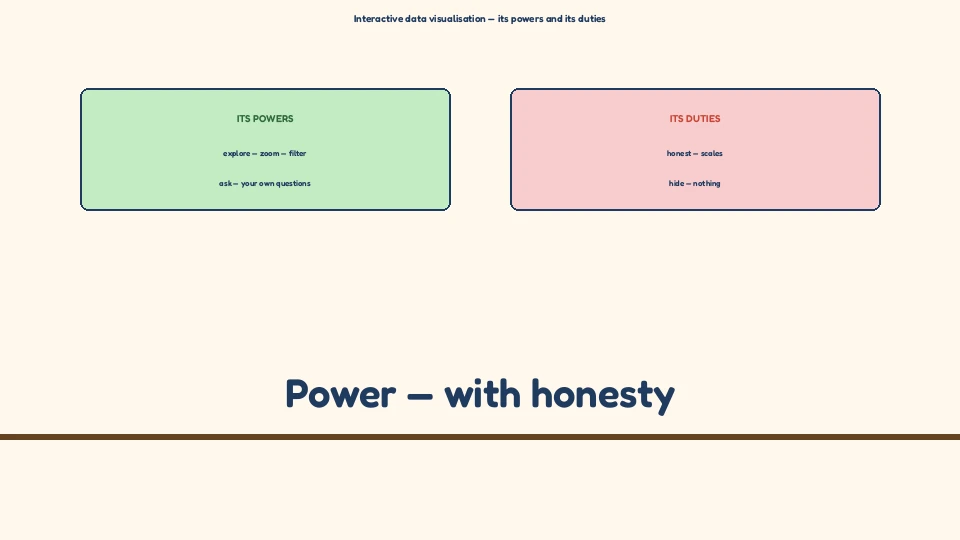 Interactive data visualisation — its powers and its duties
ITS POWERS
explore — zoom — filter
ask — your own questions
ITS DUTIES
honest — scales
hide — nothing
Power — with honesty